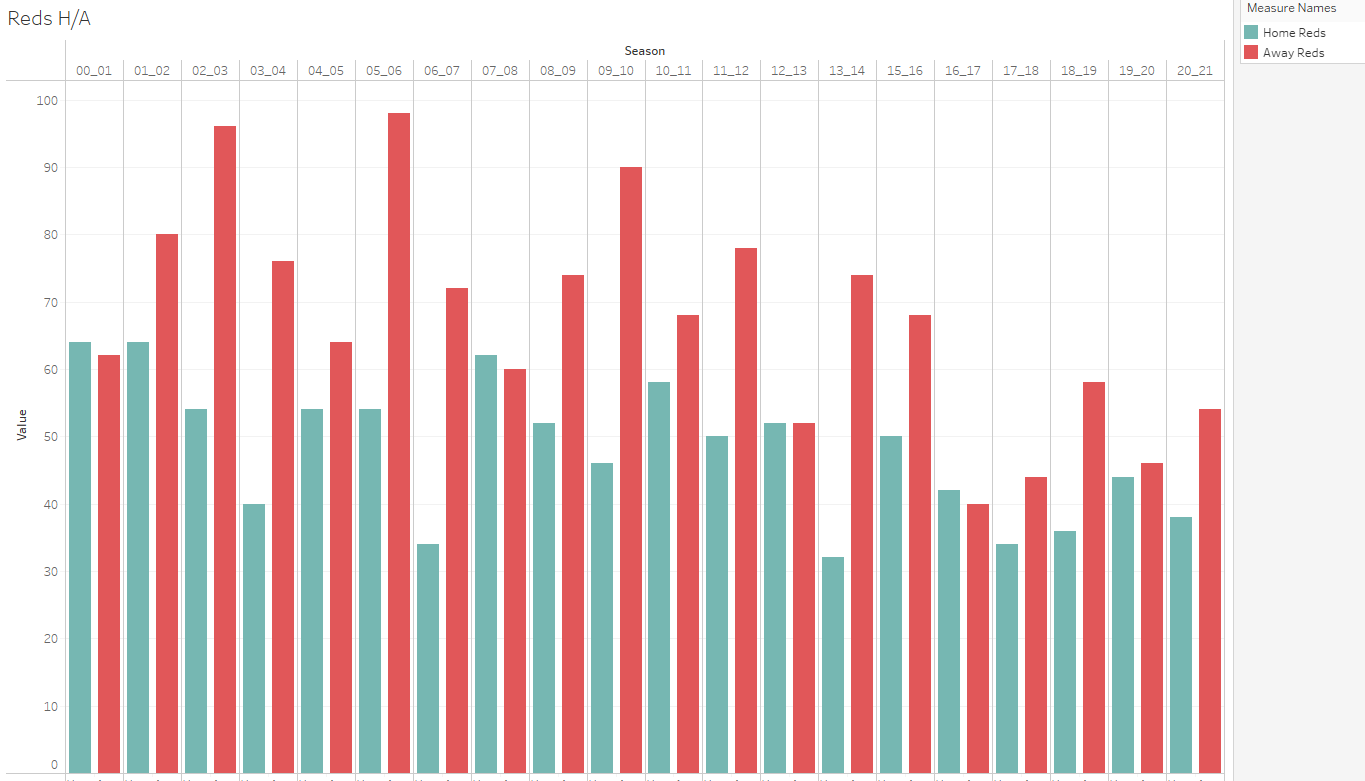 Reds H/A
Season
00_01 01_02 02_03 03_04 04_05 05_06 06_07 07_08 08_09 09_10 10_11 11_12 12_13 13_14 15_16 16_17 17_18 18_19 19_20 20_21
100
90
80
70
60
50
40
30
20
10
0
Value
Measure Names
Home Reds
Away Reds